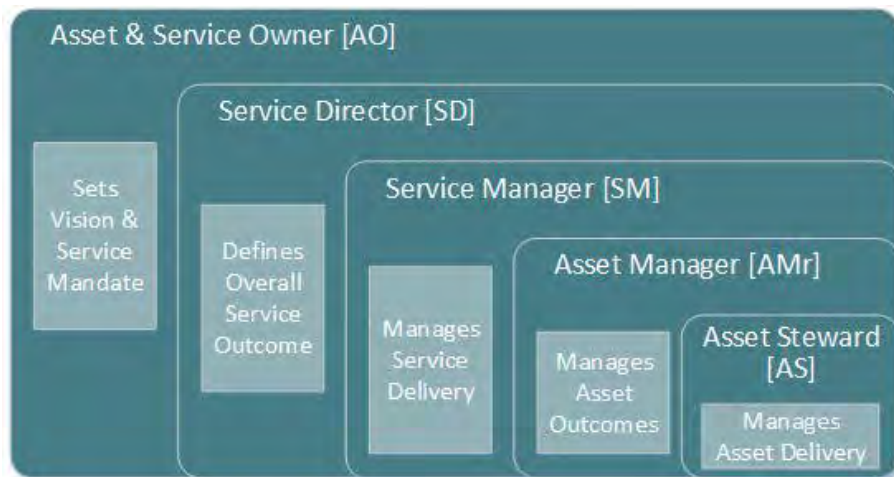 Asset & Service Owner [AO]
Sets
Vision &
Service
Mandate
Service Director [SD]
Defines
Overall
Service
Outcome
Service Manager [SM]
Manages
Service
Delivery
Asset Manager [AMr]
Manages
Asset
Outcomes
Asset Steward
[AS]
Manages
Asset Delivery